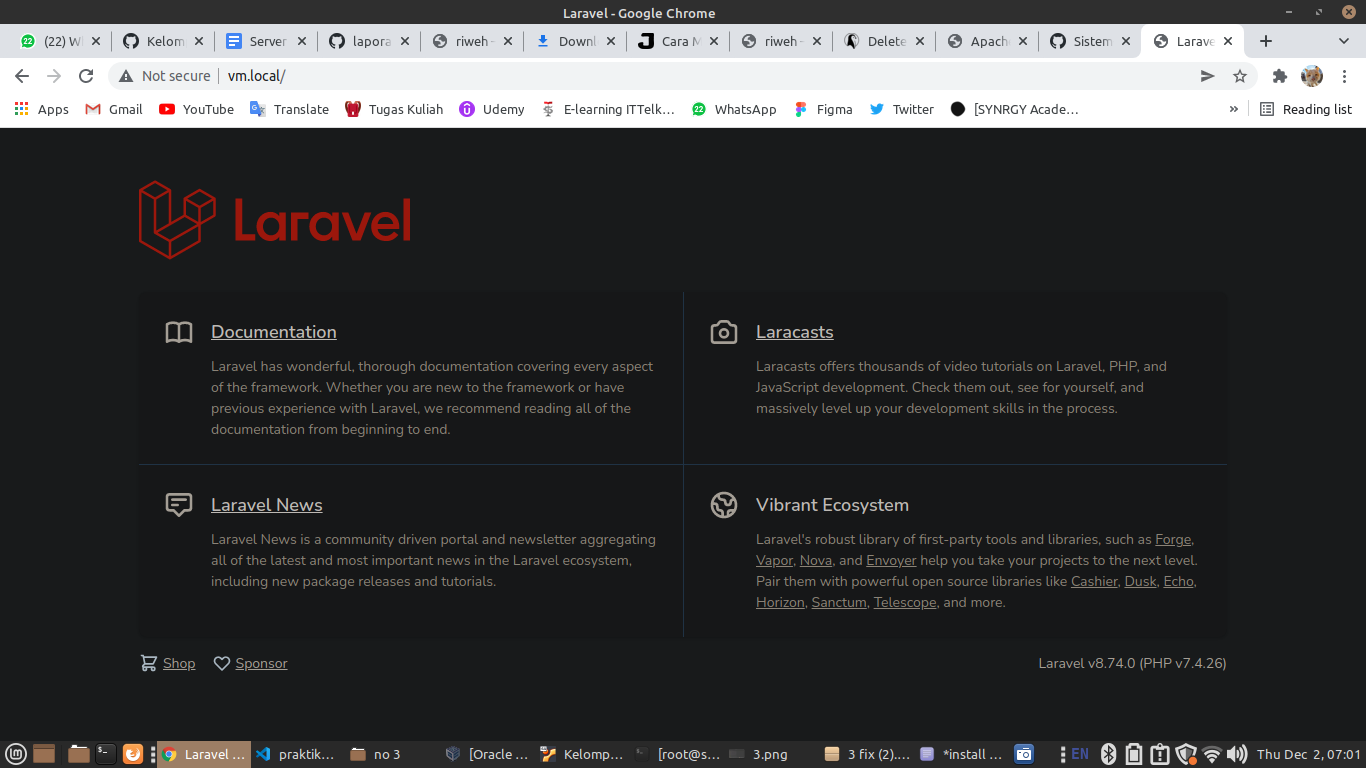 Laravel - Google Chrome
(22) W
Kelom
Server
lapora
riweh -
Downl
Cara M
riweh -
Delete
Apach
Sistem
Larave
Not secure
vm.local/
Apps
Gmail
YouTube
Translate
Tugas Kuliah
Udemy
E-learning ITTelk...
WhatsApp
Figma
Twitter
[SYNRGY Acade...
»
Reading list
Laravel
Documentation
Laravel has wonderful, thorough documentation covering every aspect
of the framework. Whether you are new to the framework or have
previous experience with Laravel, we recommend reading all of the
documentation from beginning to end.
Laracasts
Laracasts offers thousands of video tutorials on Laravel, PHP, and
JavaScript development. Check them out, see for yourself, and
massively level up your development skills in the process.
Laravel News
Laravel News is a community driven portal and newsletter aggregating
all of the latest and most important news in the Laravel ecosystem,
including new package releases and tutorials.
Vibrant Ecosystem
Laravel's robust library of first-party tools and libraries, such as Forge,
Vapor, Nova, and Envoyer help you take your projects to the next level.
Pair them with powerful open source libraries like Cashier, Dusk, Echo,
Horizon, Sanctum, Telescope, and more.
Shop
Sponsor
Laravel v8.74.0 (PHP v7.4.26)
Laravel ...
praktik...
no 3
[Oracle ...
Kelomp...
[root@s...
3.png
3 fix (2)....
*install ...
EN
Thu Dec 2, 07:01